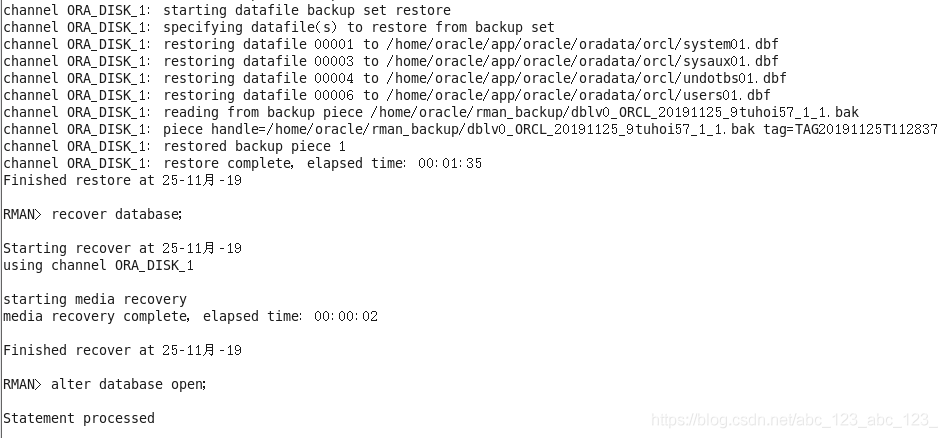 channel ORA_DISK_1: starting datafile backup set restore
channel ORA_DISK_1: specifying datafile(s) to restore from backup set
channel ORA_DISK_1: restoring datafile 00001 to /home/oracle/app/oracle/oradata/orcl/system01.dbf
channel ORA_DISK_1: restoring datafile 00003 to /home/oracle/app/oracle/oradata/orcl/sysaux01.dbf
channel ORA_DISK_1: restoring datafile 00004 to /home/oracle/app/oracle/oradata/orcl/undotbs01.dbf
channel ORA_DISK_1: restoring datafile 00006 to /home/oracle/app/oracle/oradata/orcl/users01.dbf
channel ORA_DISK_1: reading from backup piece /home/oracle/rman_backup/dblv0_ORCL_20191125_9tuhoi57_1_1.bak
channel ORA_DISK_1: piece handle=/home/oracle/rman_backup/dblv0_ORCL_20191125_9tuhoi57_1_1.bak tag=TAG20191125T112837
channel ORA_DISK_1: restored backup piece 1
channel ORA_DISK_1: restore complete, elapsed time: 00:01:35
Finished restore at 25-11月-19
RMAN> recover database;
Starting recover at 25-11月-19
using channel ORA_DISK_1
starting media recovery
media recovery complete, elapsed time: 00:00:02
Finished recover at 25-11月-19
RMAN> alter database open;
Statement processed
https://blog.csdn.net/abc_123_abc_123_